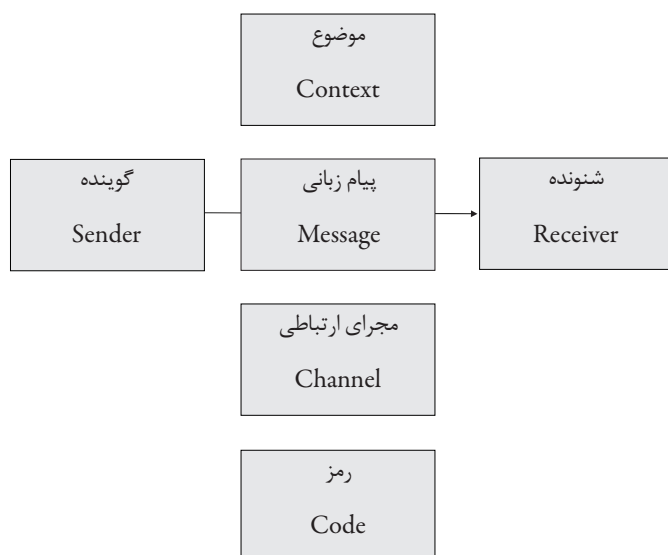 موضوع
Context
گوینده
Sender
پیام زبانی
Message
شنونده
Receiver
مجرای ارتباطی
Channel
رمز
Code